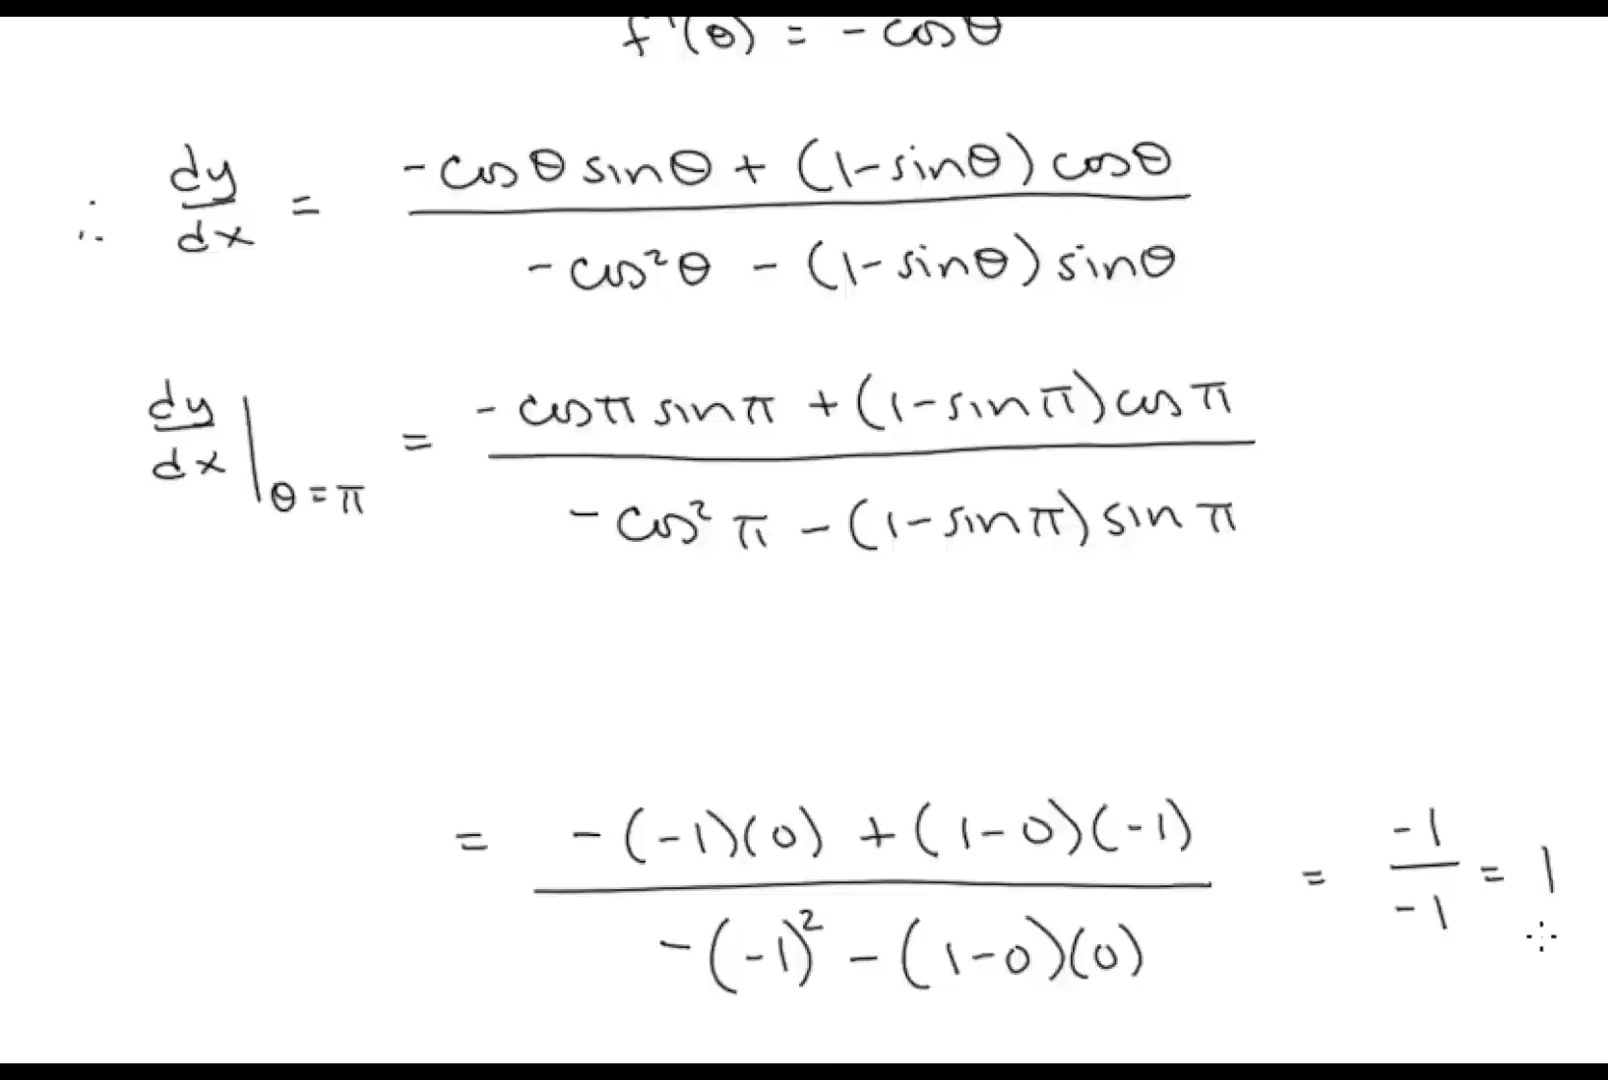 f'(θ) = -cosθ
∴ dy/dx = (-cosθ sinθ + (1-sinθ) cosθ) / (-cos²θ - (1-sinθ) sinθ)
dy/dx |θ=π = (-cosπ sinπ + (1-sinπ) cosπ) / (-cos²π - (1-sinπ) sinπ)
= (-(-1)(0) + (1-0)(-1)) / (-(-1)² - (1-0)(0)) = -1/-1 = 1